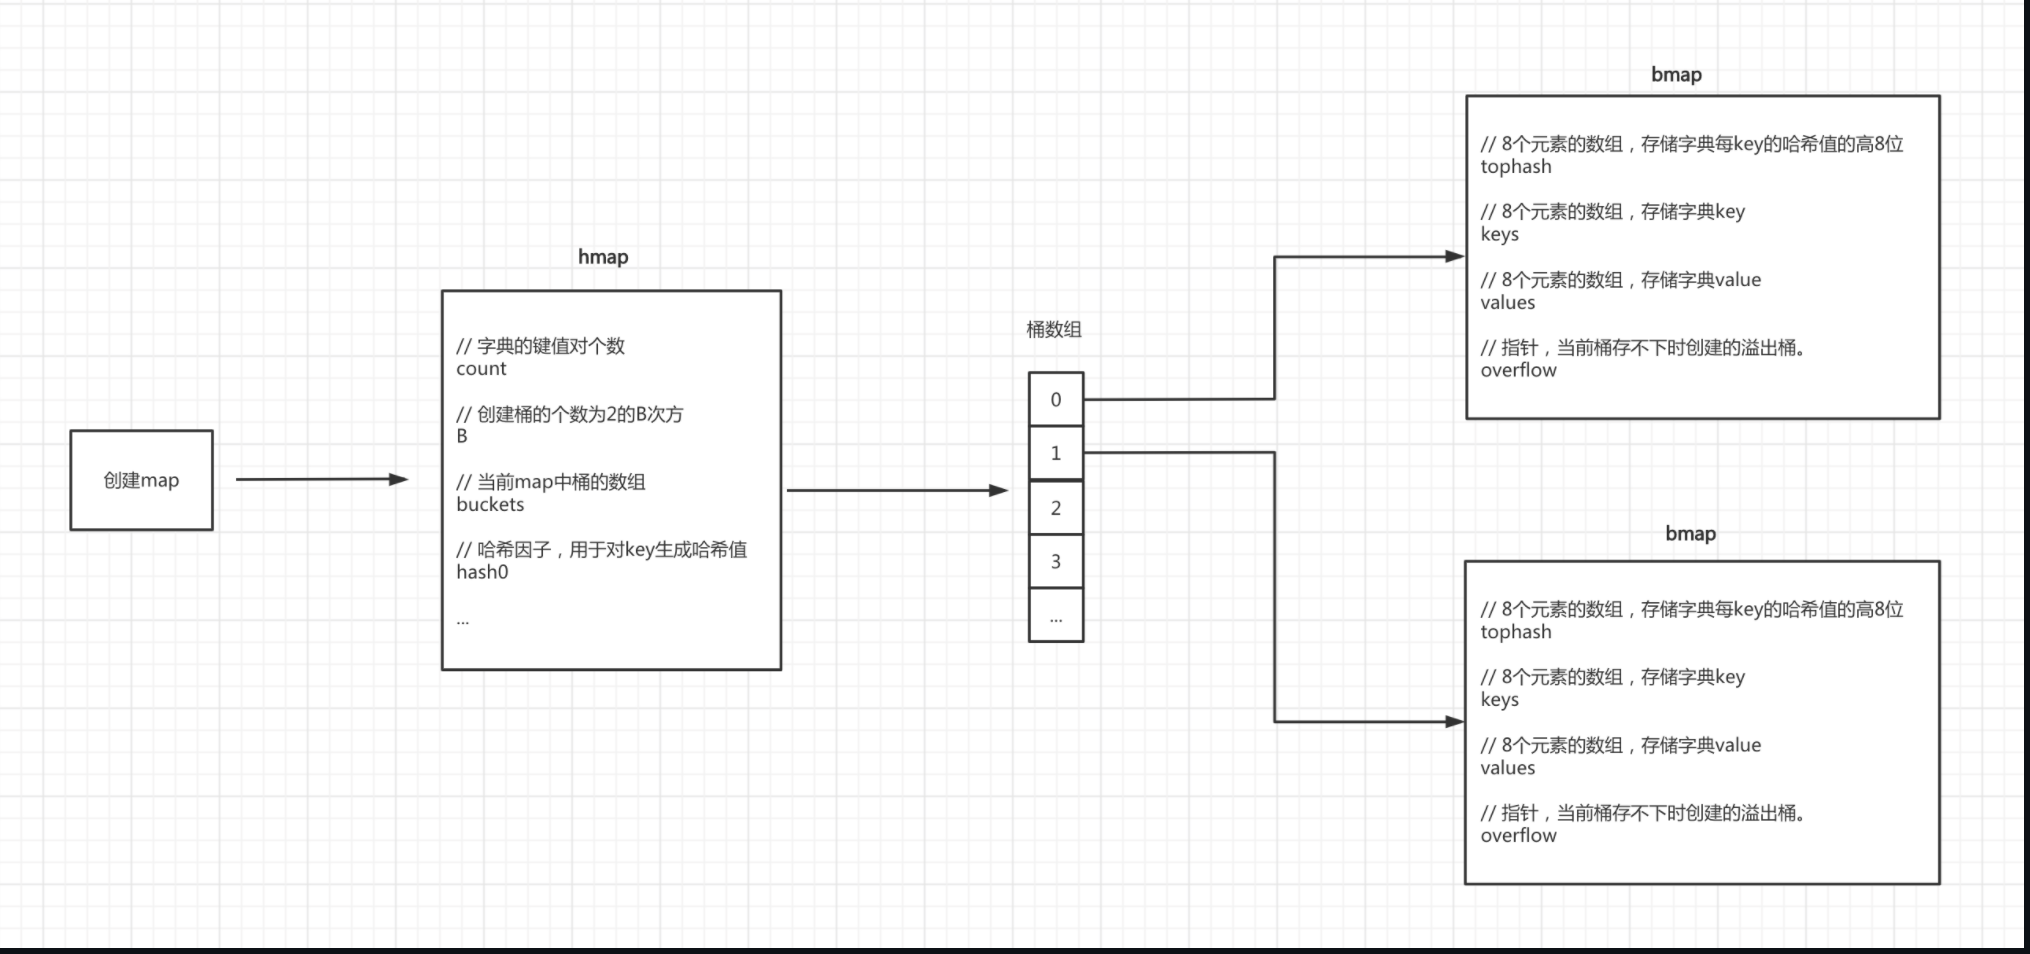 创建map
hmap
// 字典的键值对个数
count
// 创建桶的个数为2的B次方
B
// 当前map中桶的数组
buckets
// 哈希因子，用于对key生成哈希值
hash0
...
桶数组
0
1
2
3
...
bmap
// 8个元素的数组，存储字典每key的哈希值的高8位
tophash
// 8个元素的数组，存储字典key
keys
// 8个元素的数组，存储字典value
values
// 指针，当前桶存不下时创建的溢出桶。
overflow
bmap
// 8个元素的数组，存储字典每key的哈希值的高8位
tophash
// 8个元素的数组，存储字典key
keys
// 8个元素的数组，存储字典value
values
// 指针，当前桶存不下时创建的溢出桶。
overflow